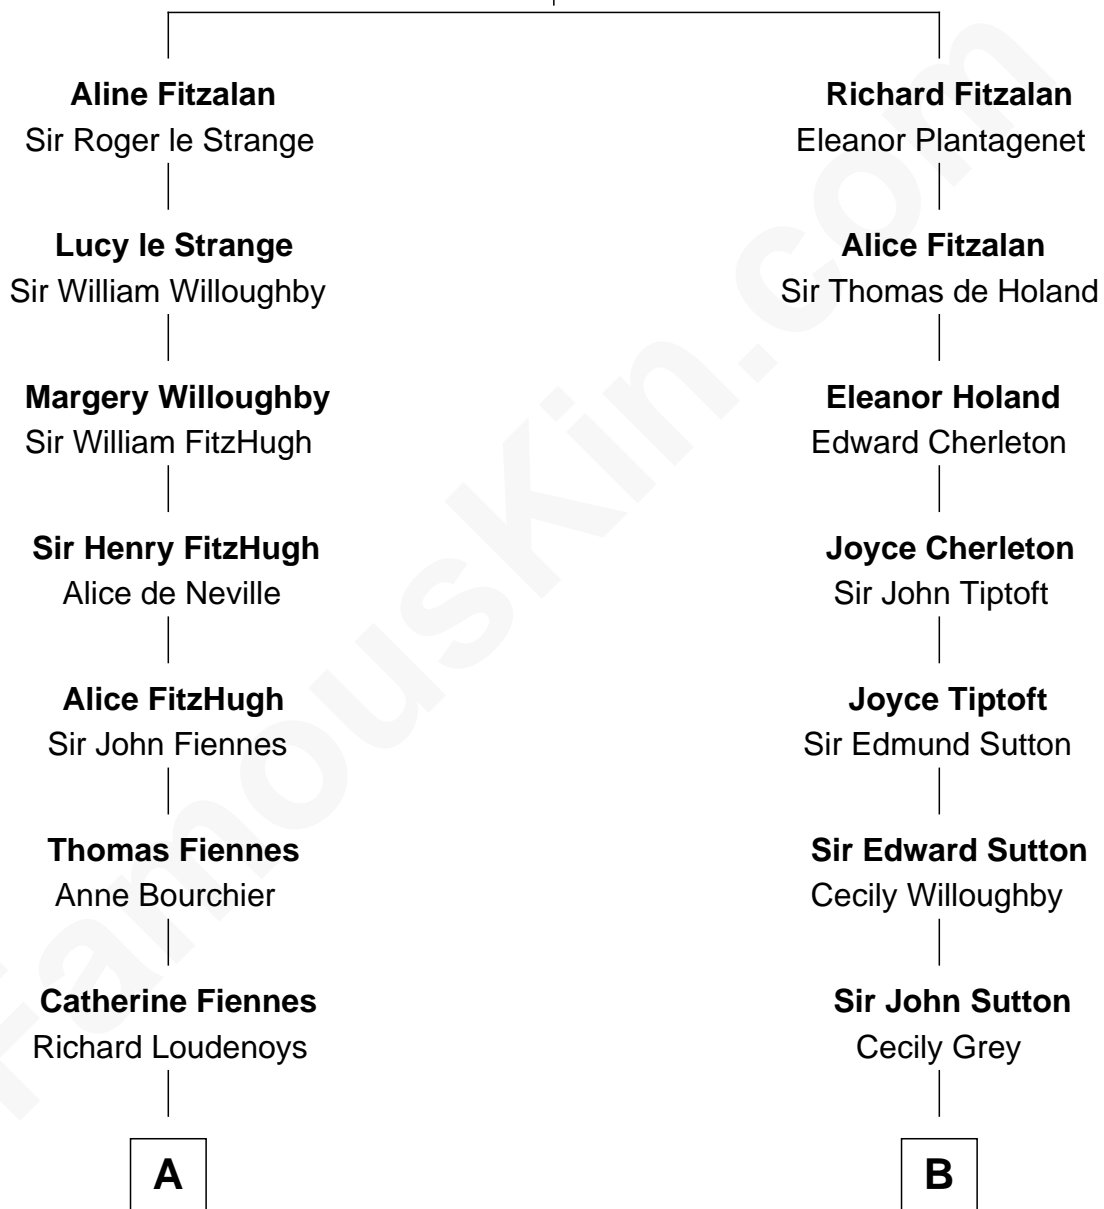 Aline Fitzalan
Sir Roger le Strange
Richard Fitzalan
Eleanor Plantagenet
Lucy le Strange
Sir William Willoughby
Alice Fitzalan
Sir Thomas de Holand
Margery Willoughby
Sir William FitzHugh
Eleanor Holand
Edward Cherleton
Sir Henry FitzHugh
Alice de Neville
Joyce Cherleton
Sir John Tiptoft
Alice FitzHugh
Sir John Fiennes
Joyce Tiptoft
Sir Edmund Sutton
Thomas Fiennes
Anne Bourchier
Sir Edward Sutton
Cecily Willoughby
Catherine Fiennes
Richard Loudenoys
Sir John Sutton
Cecily Grey
A
B
FamousKin.com